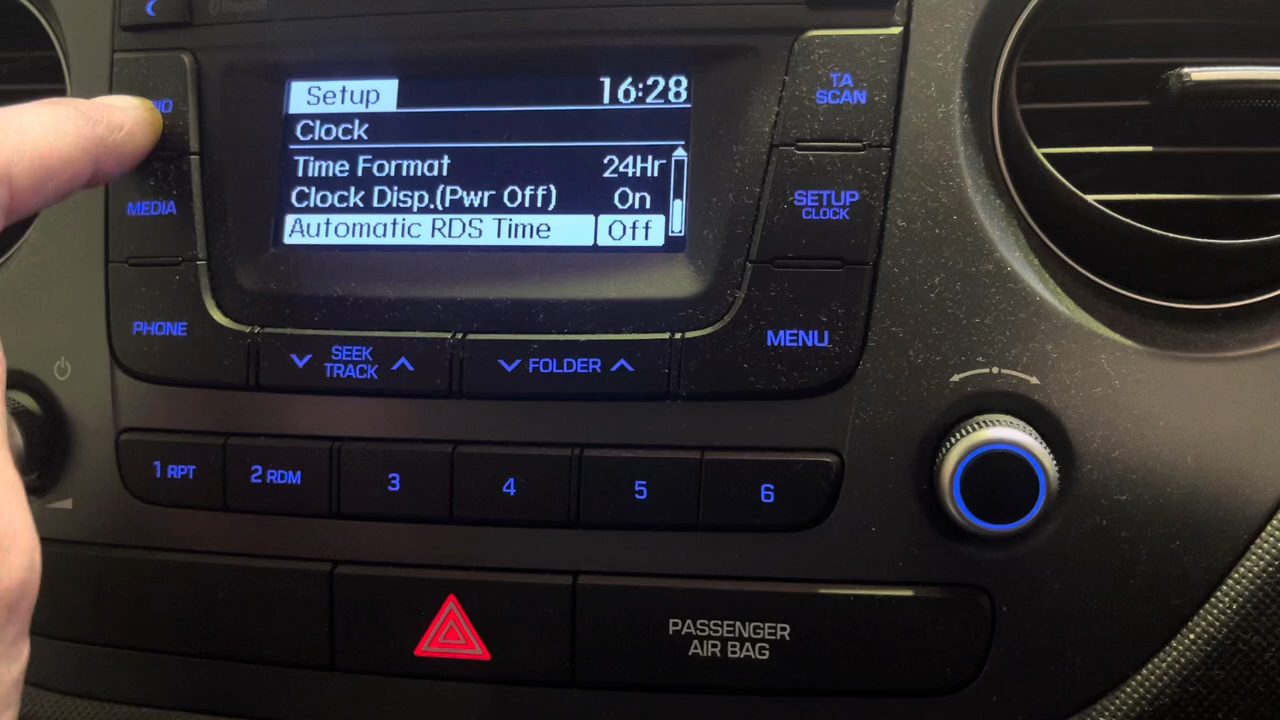 Setup
16:28
Clock
Time Format 24Hr
Clock Disp.(Pwr Off) On
Automatic RDS Time Off
TA
SCAN
MEDIA
SETUP
CLOCK
PHONE
SEEK
TRACK
FOLDER
MENU
1 RPT
2 RDM
3
4
5
6
PASSENGER
AIR BAG